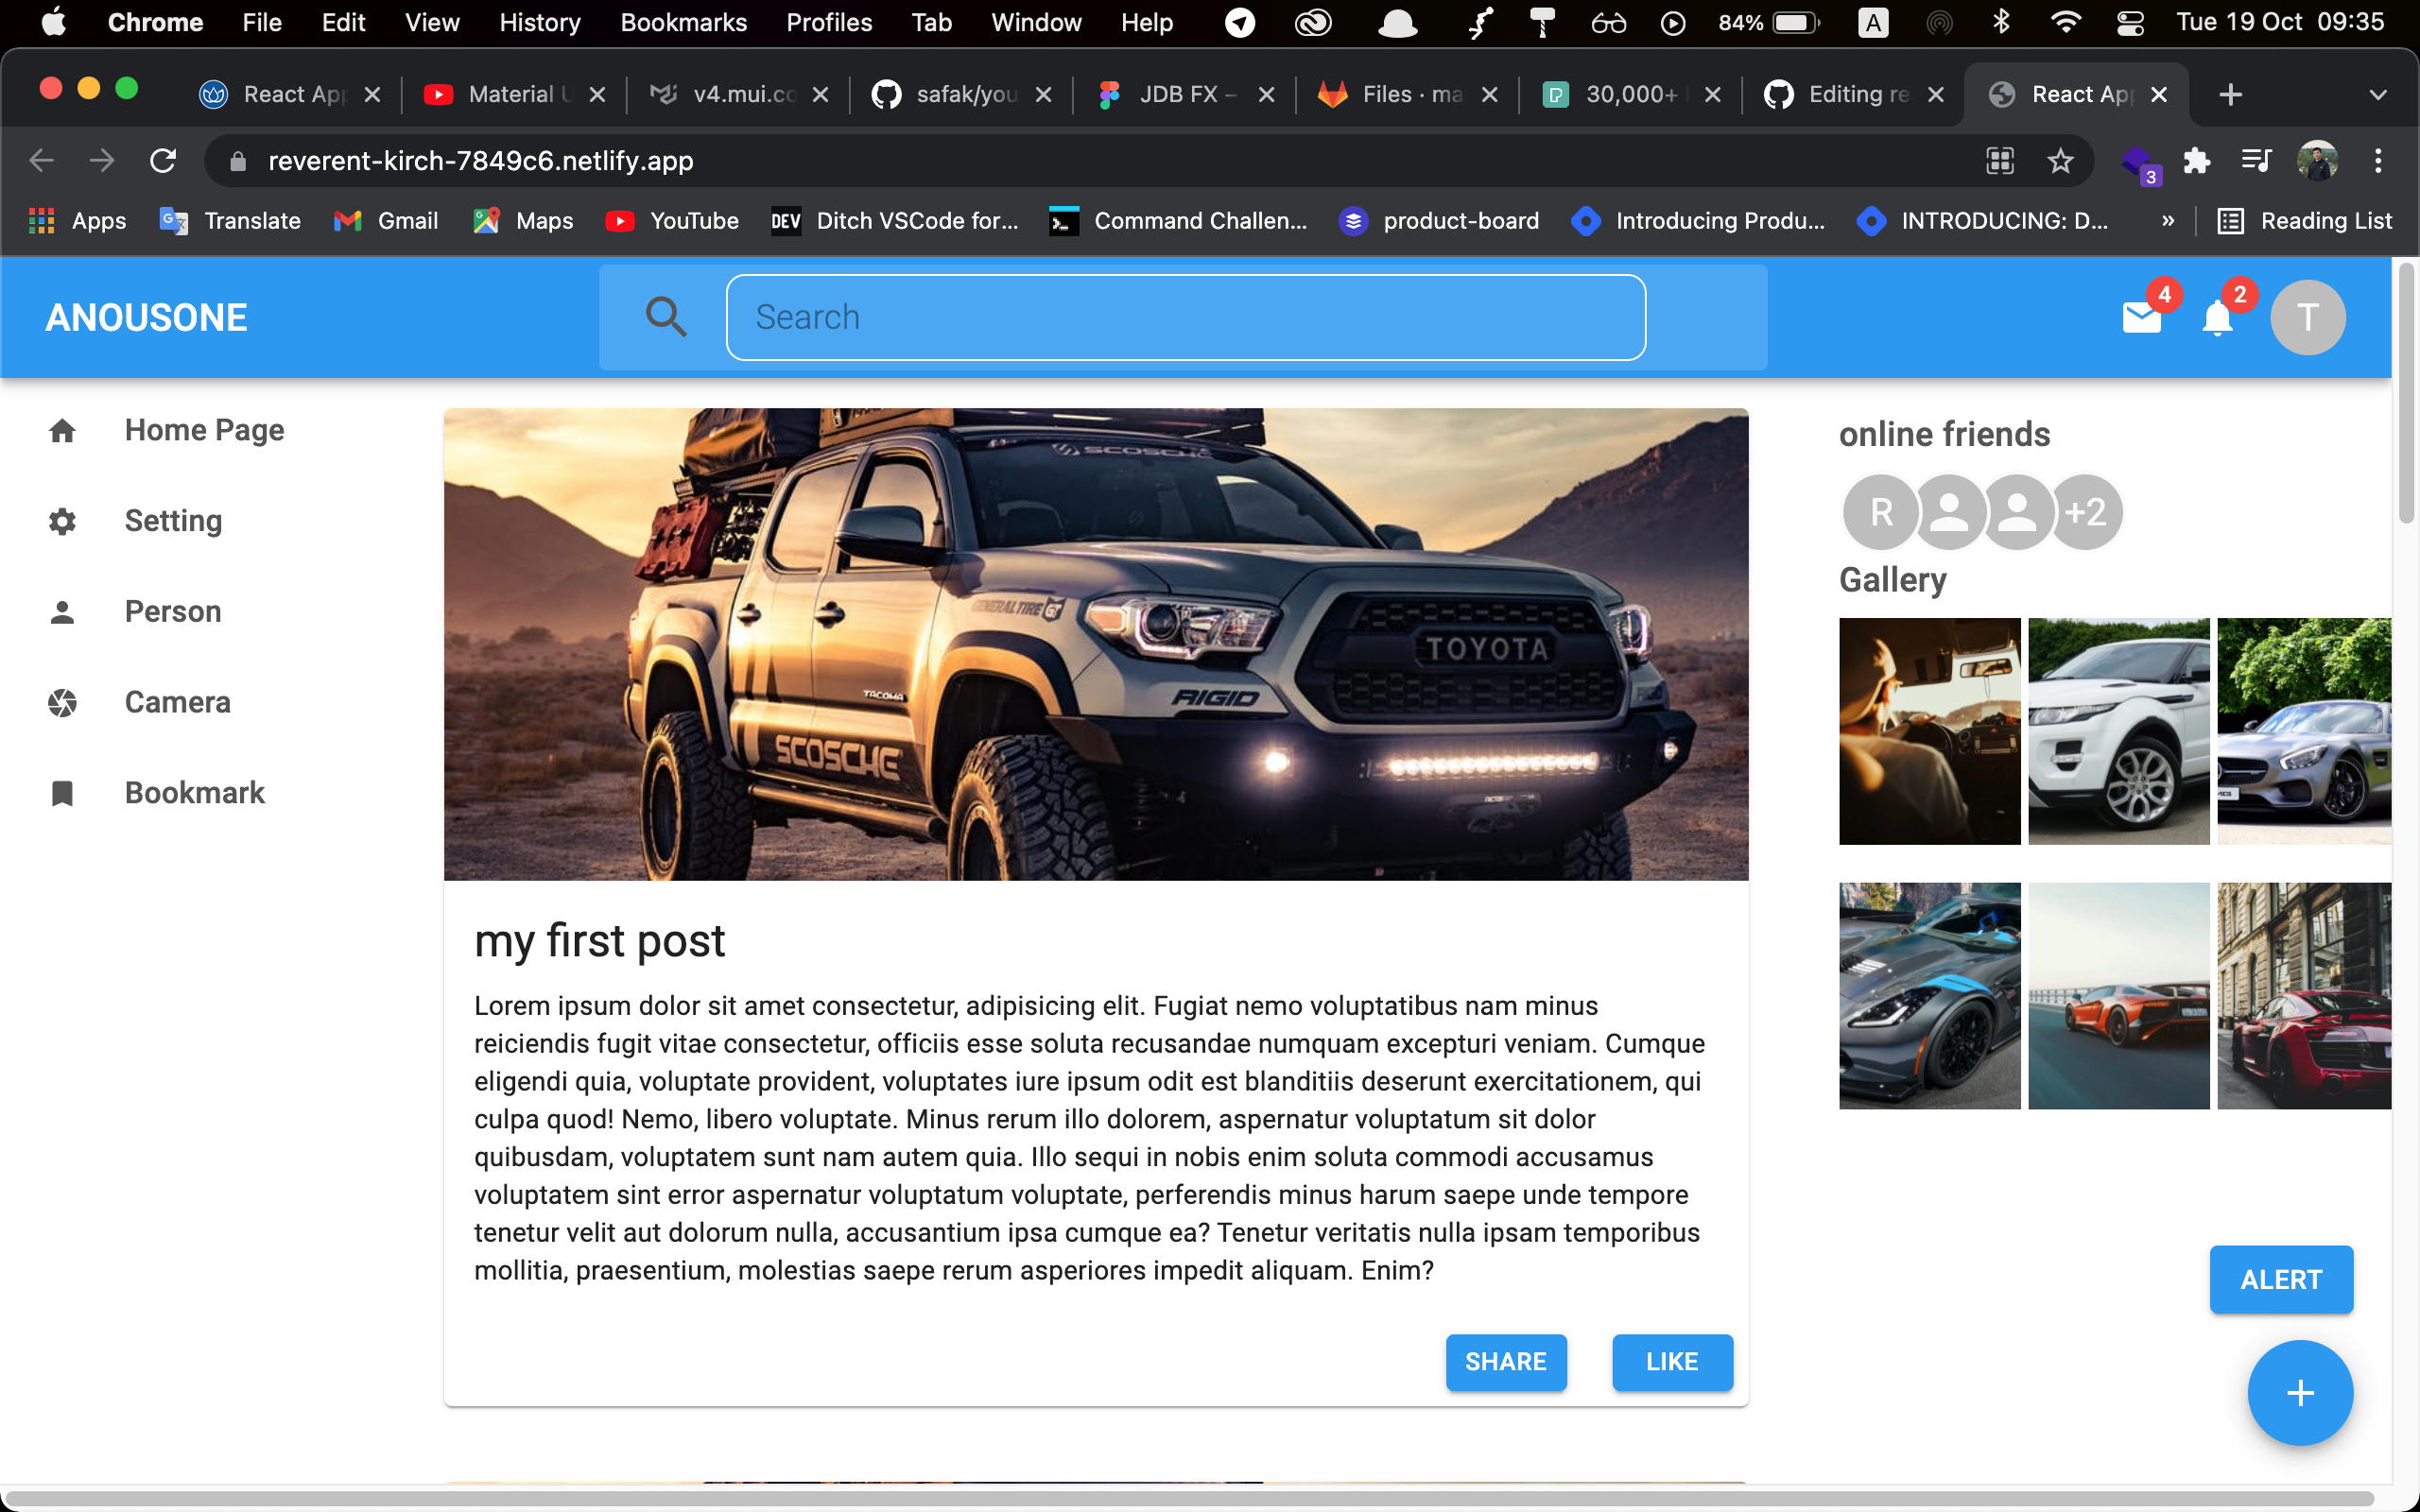 Chrome File Edit View History Bookmarks Profiles Tab Window Help 84% A Tue 19 Oct 09:35
React App Material U v4.mui.co safak/you JDB FX – Files · ma 30,000+ Editing re React App
reverent-kirch-7849c6.netlify.app 3
Apps Translate Gmail Maps YouTube DEV Ditch VSCode for... Command Challen... product-board Introducing Produ... INTRODUCING: D... » Reading List
ANOUSONE Search 4 2 T
Home Page
Setting
Person
Camera
Bookmark
SCOSCHE
GENERAL TIRE GT
TOYOTA
TACOMA
RIGID
SCOSCHE
my first post
Lorem ipsum dolor sit amet consectetur, adipisicing elit. Fugiat nemo voluptatibus nam minus
reiciendis fugit vitae consectetur, officiis esse soluta recusandae numquam excepturi veniam. Cumque
eligendi quia, voluptate provident, voluptates iure ipsum odit est blanditiis deserunt exercitationem, qui
culpa quod! Nemo, libero voluptate. Minus rerum illo dolorem, aspernatur voluptatum sit dolor
quibusdam, voluptatem sunt nam autem quia. Illo sequi in nobis enim soluta commodi accusamus
voluptatem sint error aspernatur voluptatum voluptate, perferendis minus harum saepe unde tempore
tenetur velit aut dolorum nulla, accusantium ipsa cumque ea? Tenetur veritatis nulla ipsam temporibus
mollitia, praesentium, molestias saepe rerum asperiores impedit aliquam. Enim?
SHARE LIKE
online friends
R +2
Gallery
ALERT
+